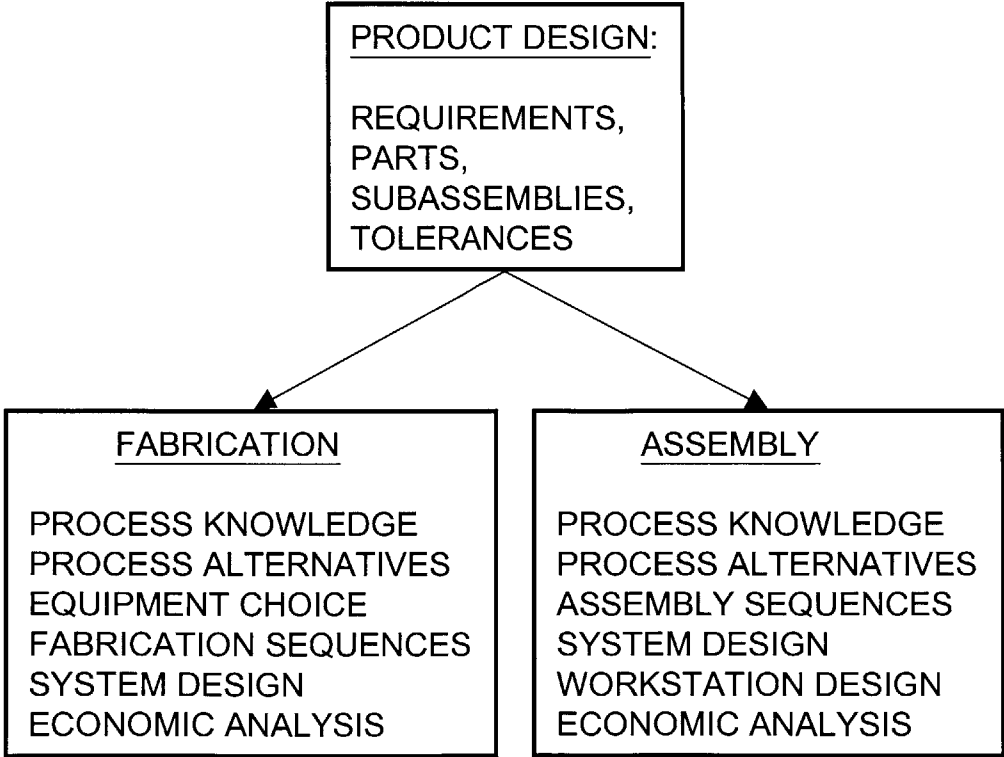 PRODUCT DESIGN:
REQUIREMENTS,
PARTS,
SUBASSEMBLIES,
TOLERANCES
FABRICATION
PROCESS KNOWLEDGE
PROCESS ALTERNATIVES
EQUIPMENT CHOICE
FABRICATION SEQUENCES
SYSTEM DESIGN
ECONOMIC ANALYSIS
ASSEMBLY
PROCESS KNOWLEDGE
PROCESS ALTERNATIVES
ASSEMBLY SEQUENCES
SYSTEM DESIGN
WORKSTATION DESIGN
ECONOMIC ANALYSIS